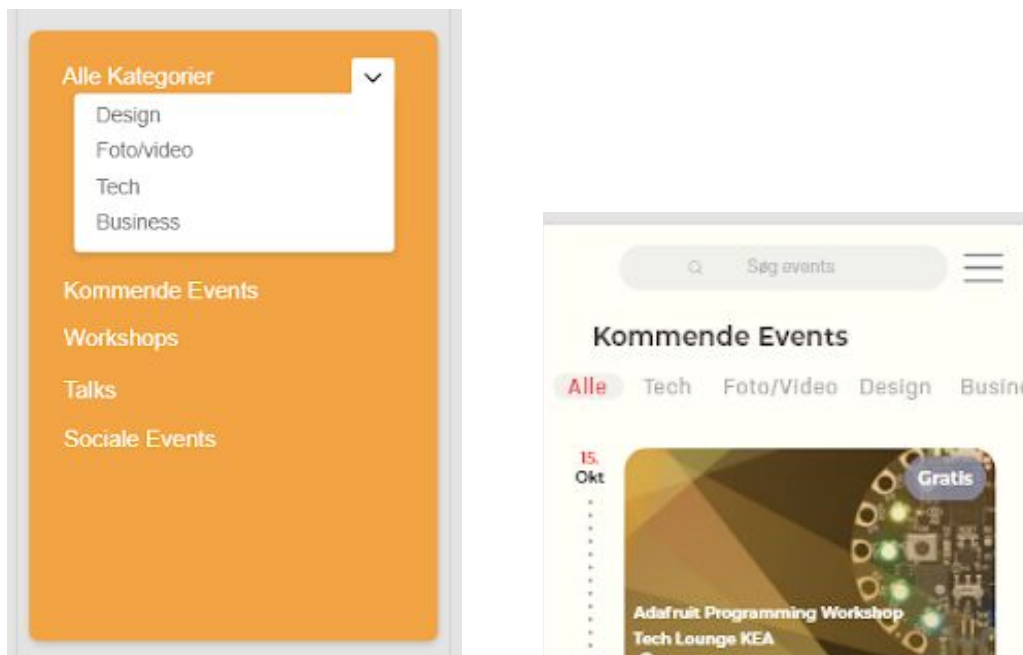 Alle Kategorier
Design
Foto/video
Tech
Business
Kommende Events
Workshops
Talks
Sociale Events
Søg events
Kommende Events
Alle Tech Foto/Video Design
15.
Okt
Gratis
Adafruit Programming Workshop
Tech Lounge KEA